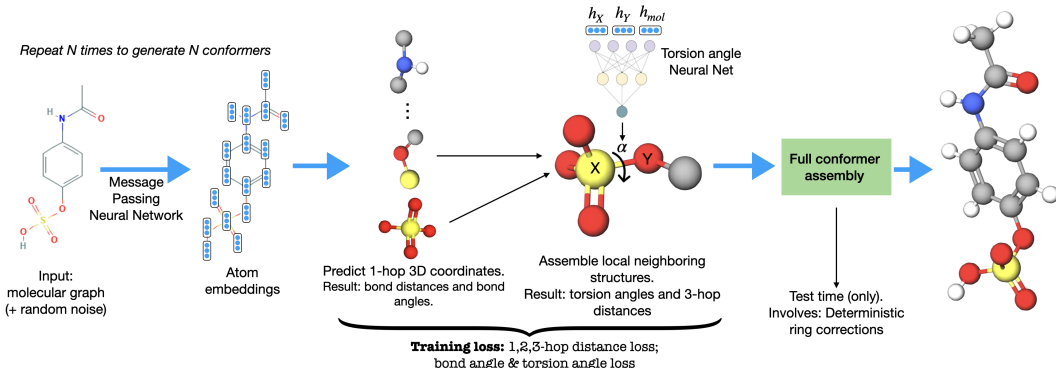 Repeat N times to generate N conformers
H
N
O
O
O
S
O
O
H
Input:
molecular graph
(+ random noise)
Message
Passing
Neural Network
Atom
embeddings
Predict 1-hop 3D coordinates.
Result: bond distances and bond
angles.
h_X h_Y h_mol
Torsion angle
Neural Net
α
X
Y
Assemble local neighboring
structures.
Result: torsion angles and 3-hop
distances
Training loss: 1,2,3-hop distance loss;
bond angle & torsion angle loss
Full conformer
assembly
Test time (only).
Involves: Deterministic
ring corrections